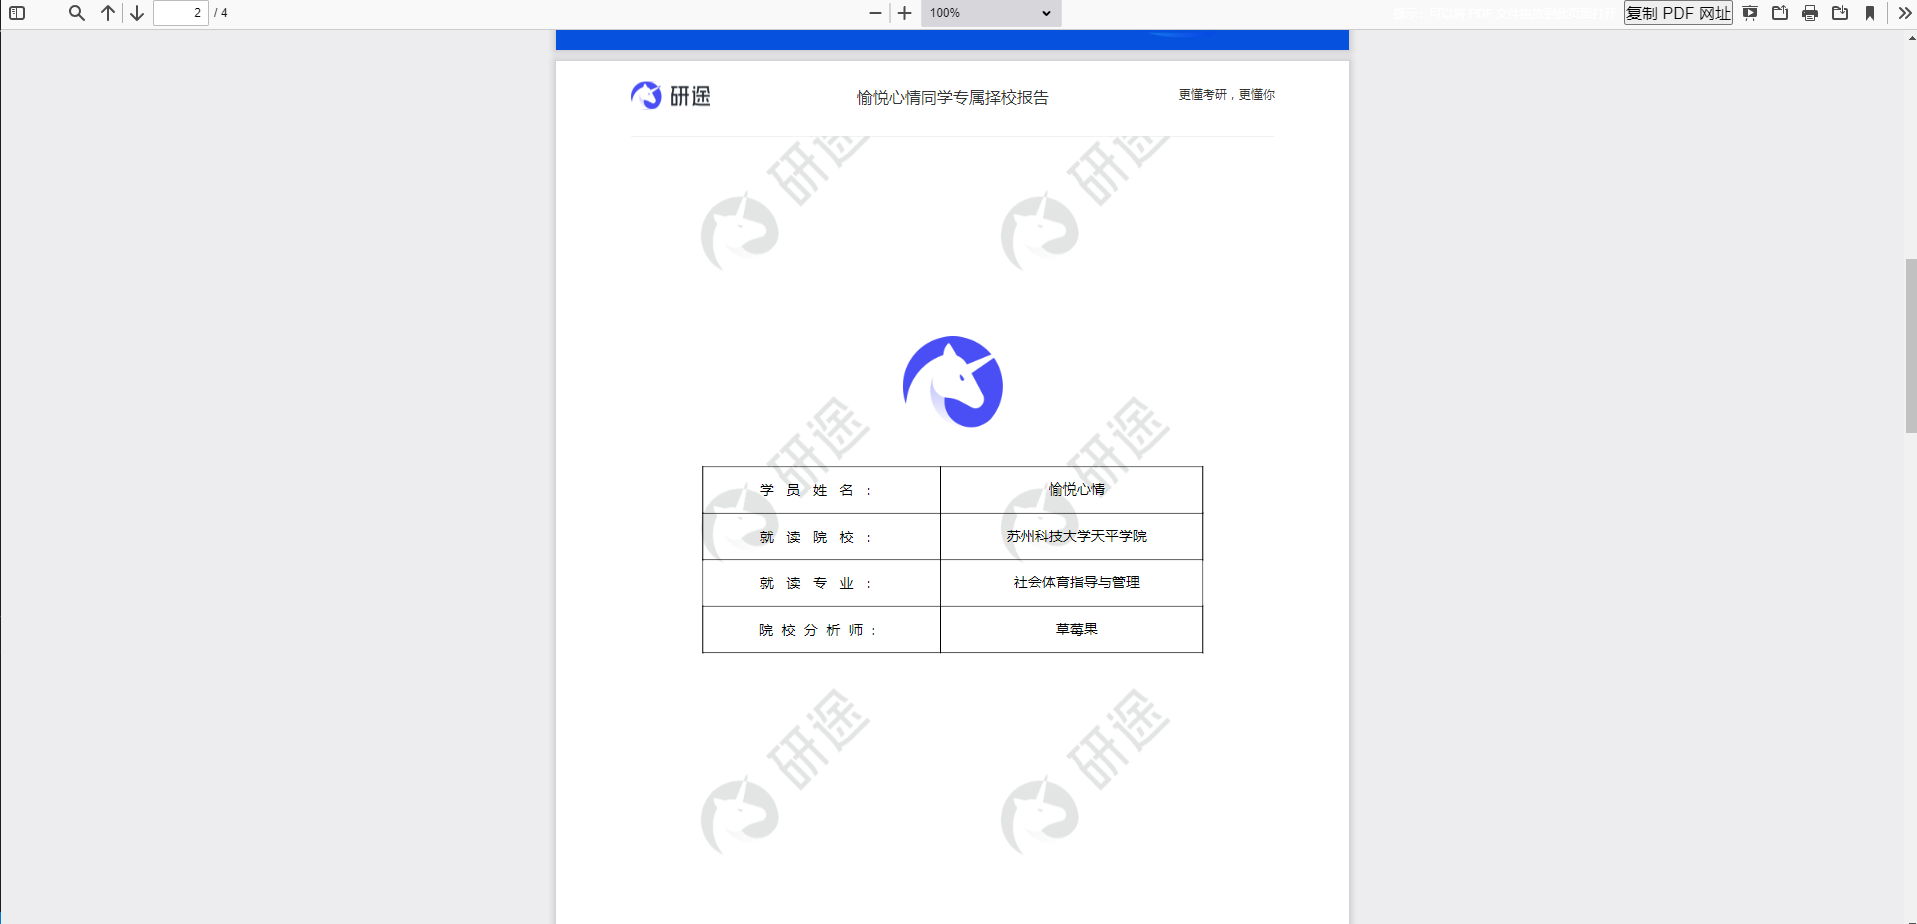 2 / 4
100%
复制 PDF 网址
研途
愉悦心情同学专属择校报告
更懂考研，更懂你
研途
研途
研途
研途
学员姓名：
愉悦心情
就读院校：
苏州科技大学天平学院
就读专业：
社会体育指导与管理
院校分析师：
草莓果
研途
研途